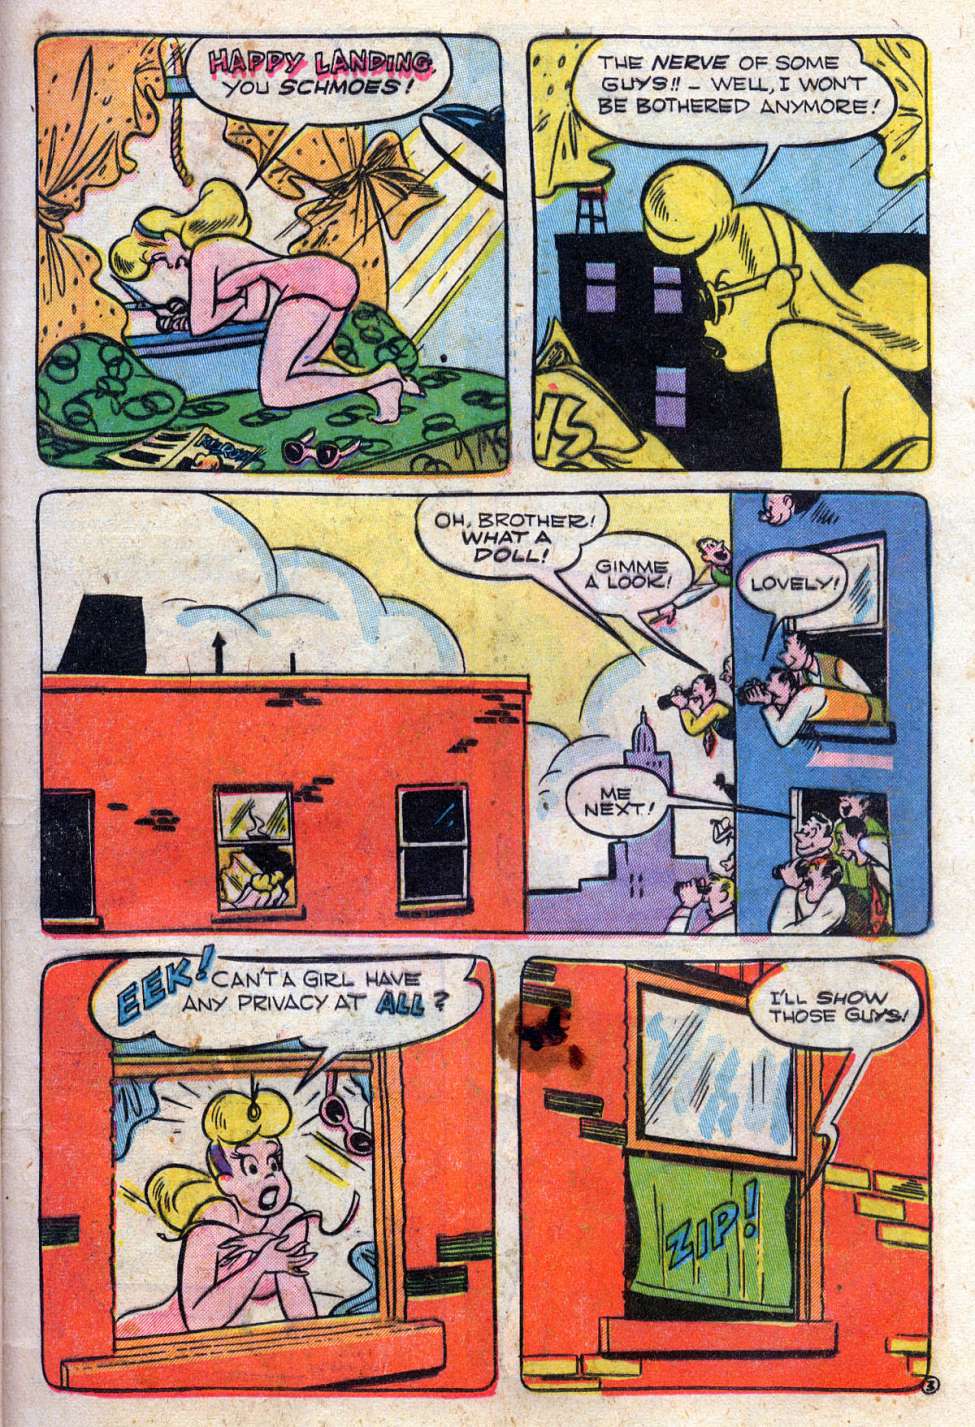 HAPPY LANDING,
YOU SCHMOES!
THE NERVE OF SOME
GUYS!! - WELL, I WON'T
BE BOTHERED ANYMORE!
OH, BROTHER!
WHAT A
DOLL!
GIMME
A LOOK!
LOVELY!
ME
NEXT!
EEK! CAN'T A GIRL HAVE
ANY PRIVACY AT ALL?
I'LL SHOW
THOSE GUYS!
ZIP!
3